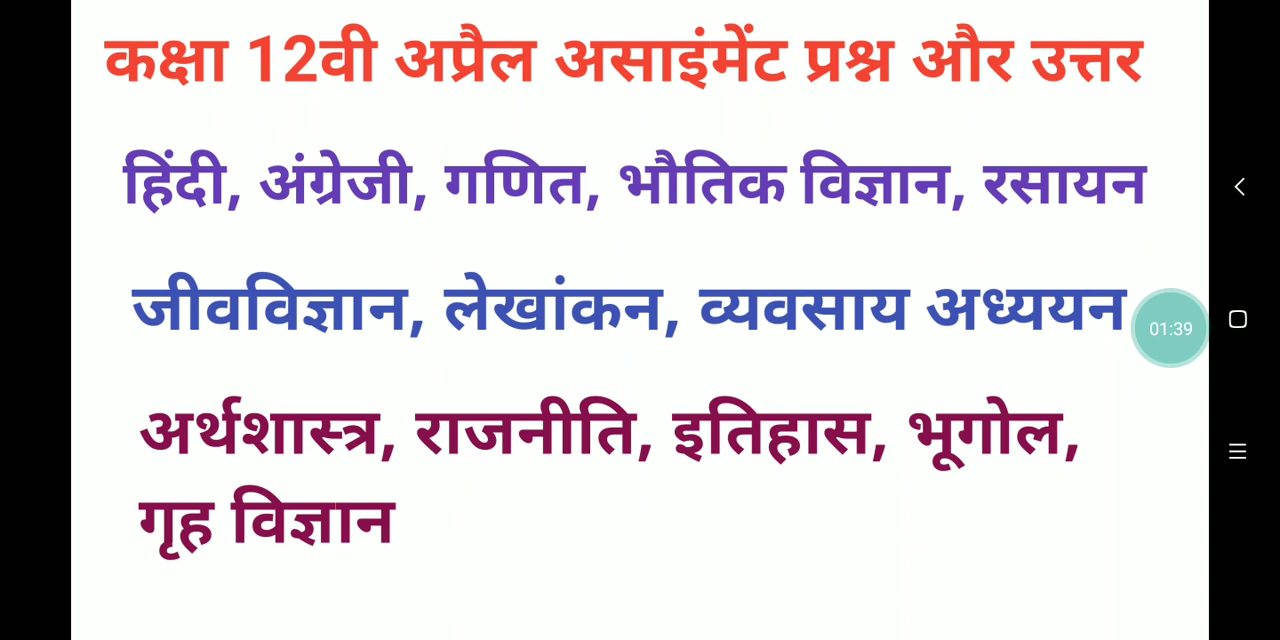 कक्षा 12वी अप्रैल असाइंमेंट प्रश्न और उत्तर
हिंदी, अंग्रेजी, गणित, भौतिक विज्ञान, रसायन
जीवविज्ञान, लेखांकन, व्यवसाय अध्ययन
01:39
अर्थशास्त्र, राजनीति, इतिहास, भूगोल,
गृह विज्ञान